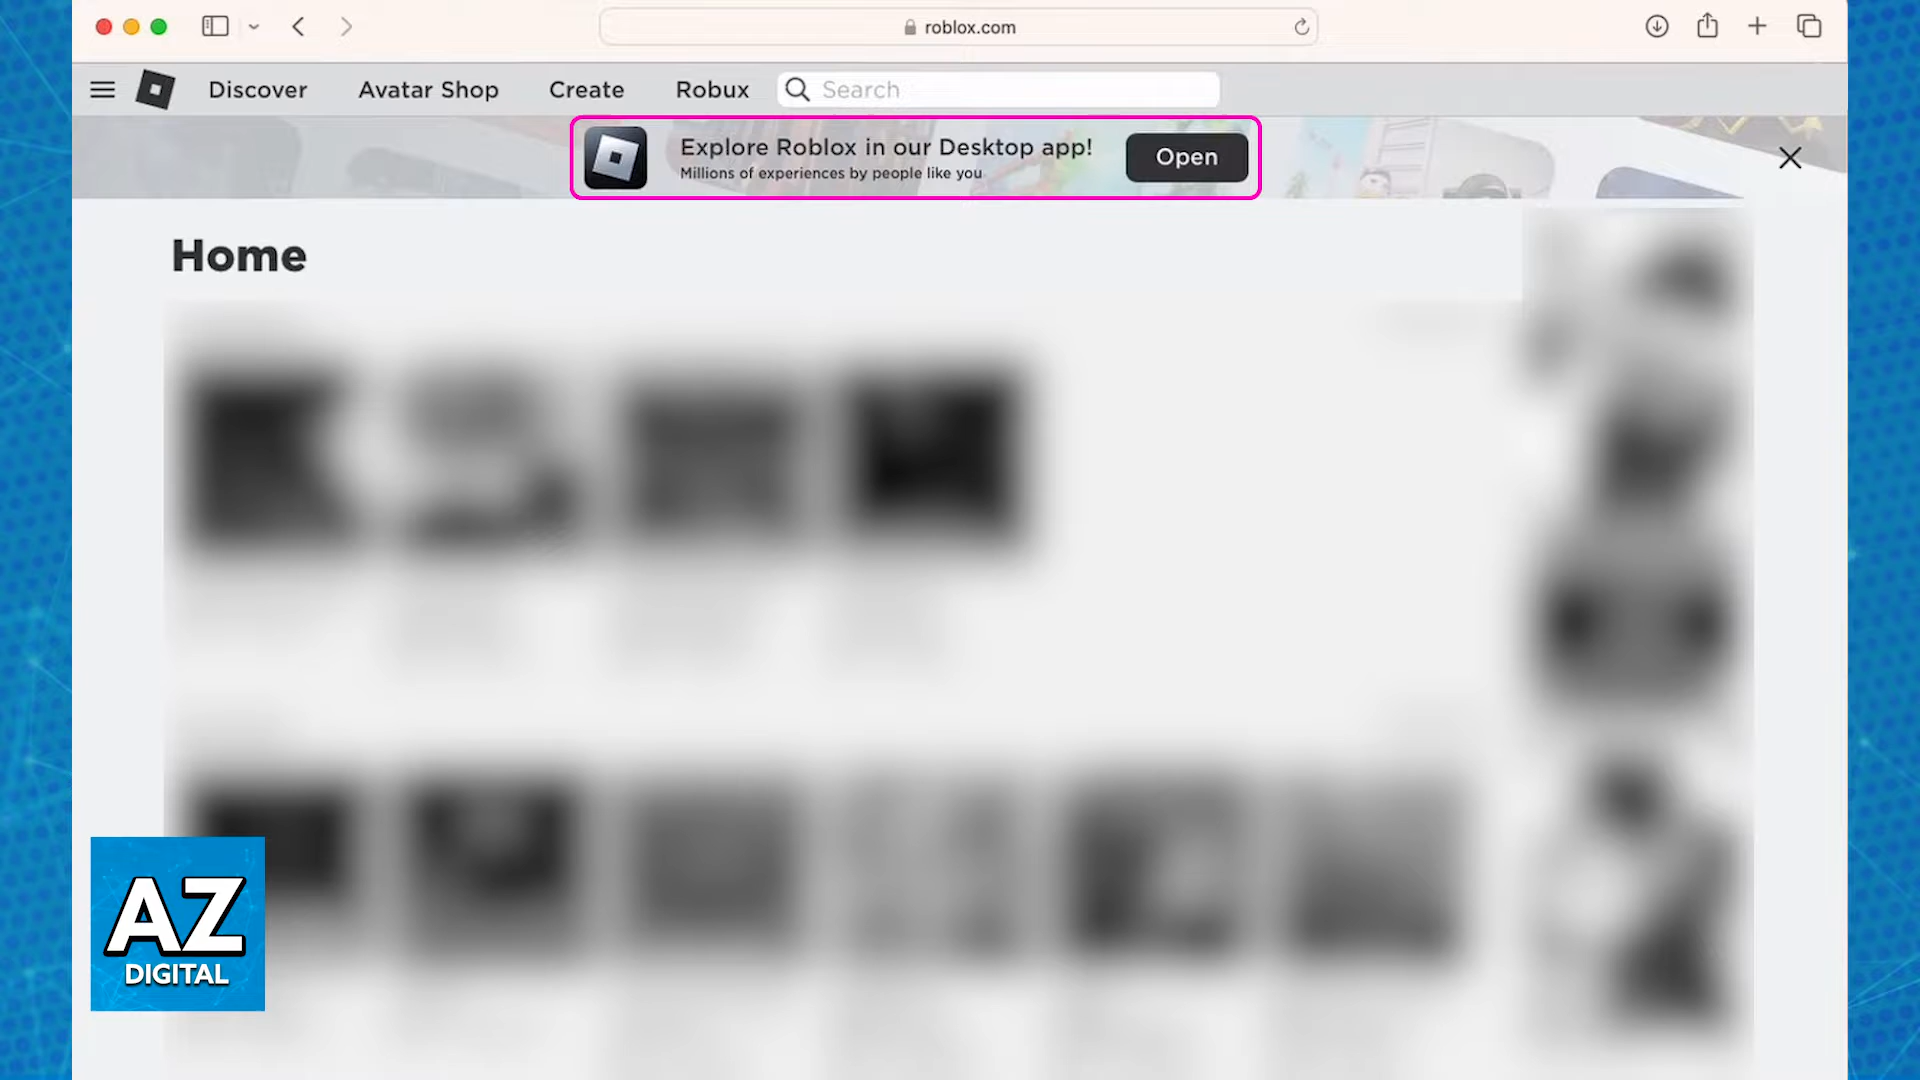 roblox.com
Discover
Avatar Shop
Create
Robux
Search
Explore Roblox in our Desktop app!
Millions of experiences by people like you
Open
Home
AZ
DIGITAL